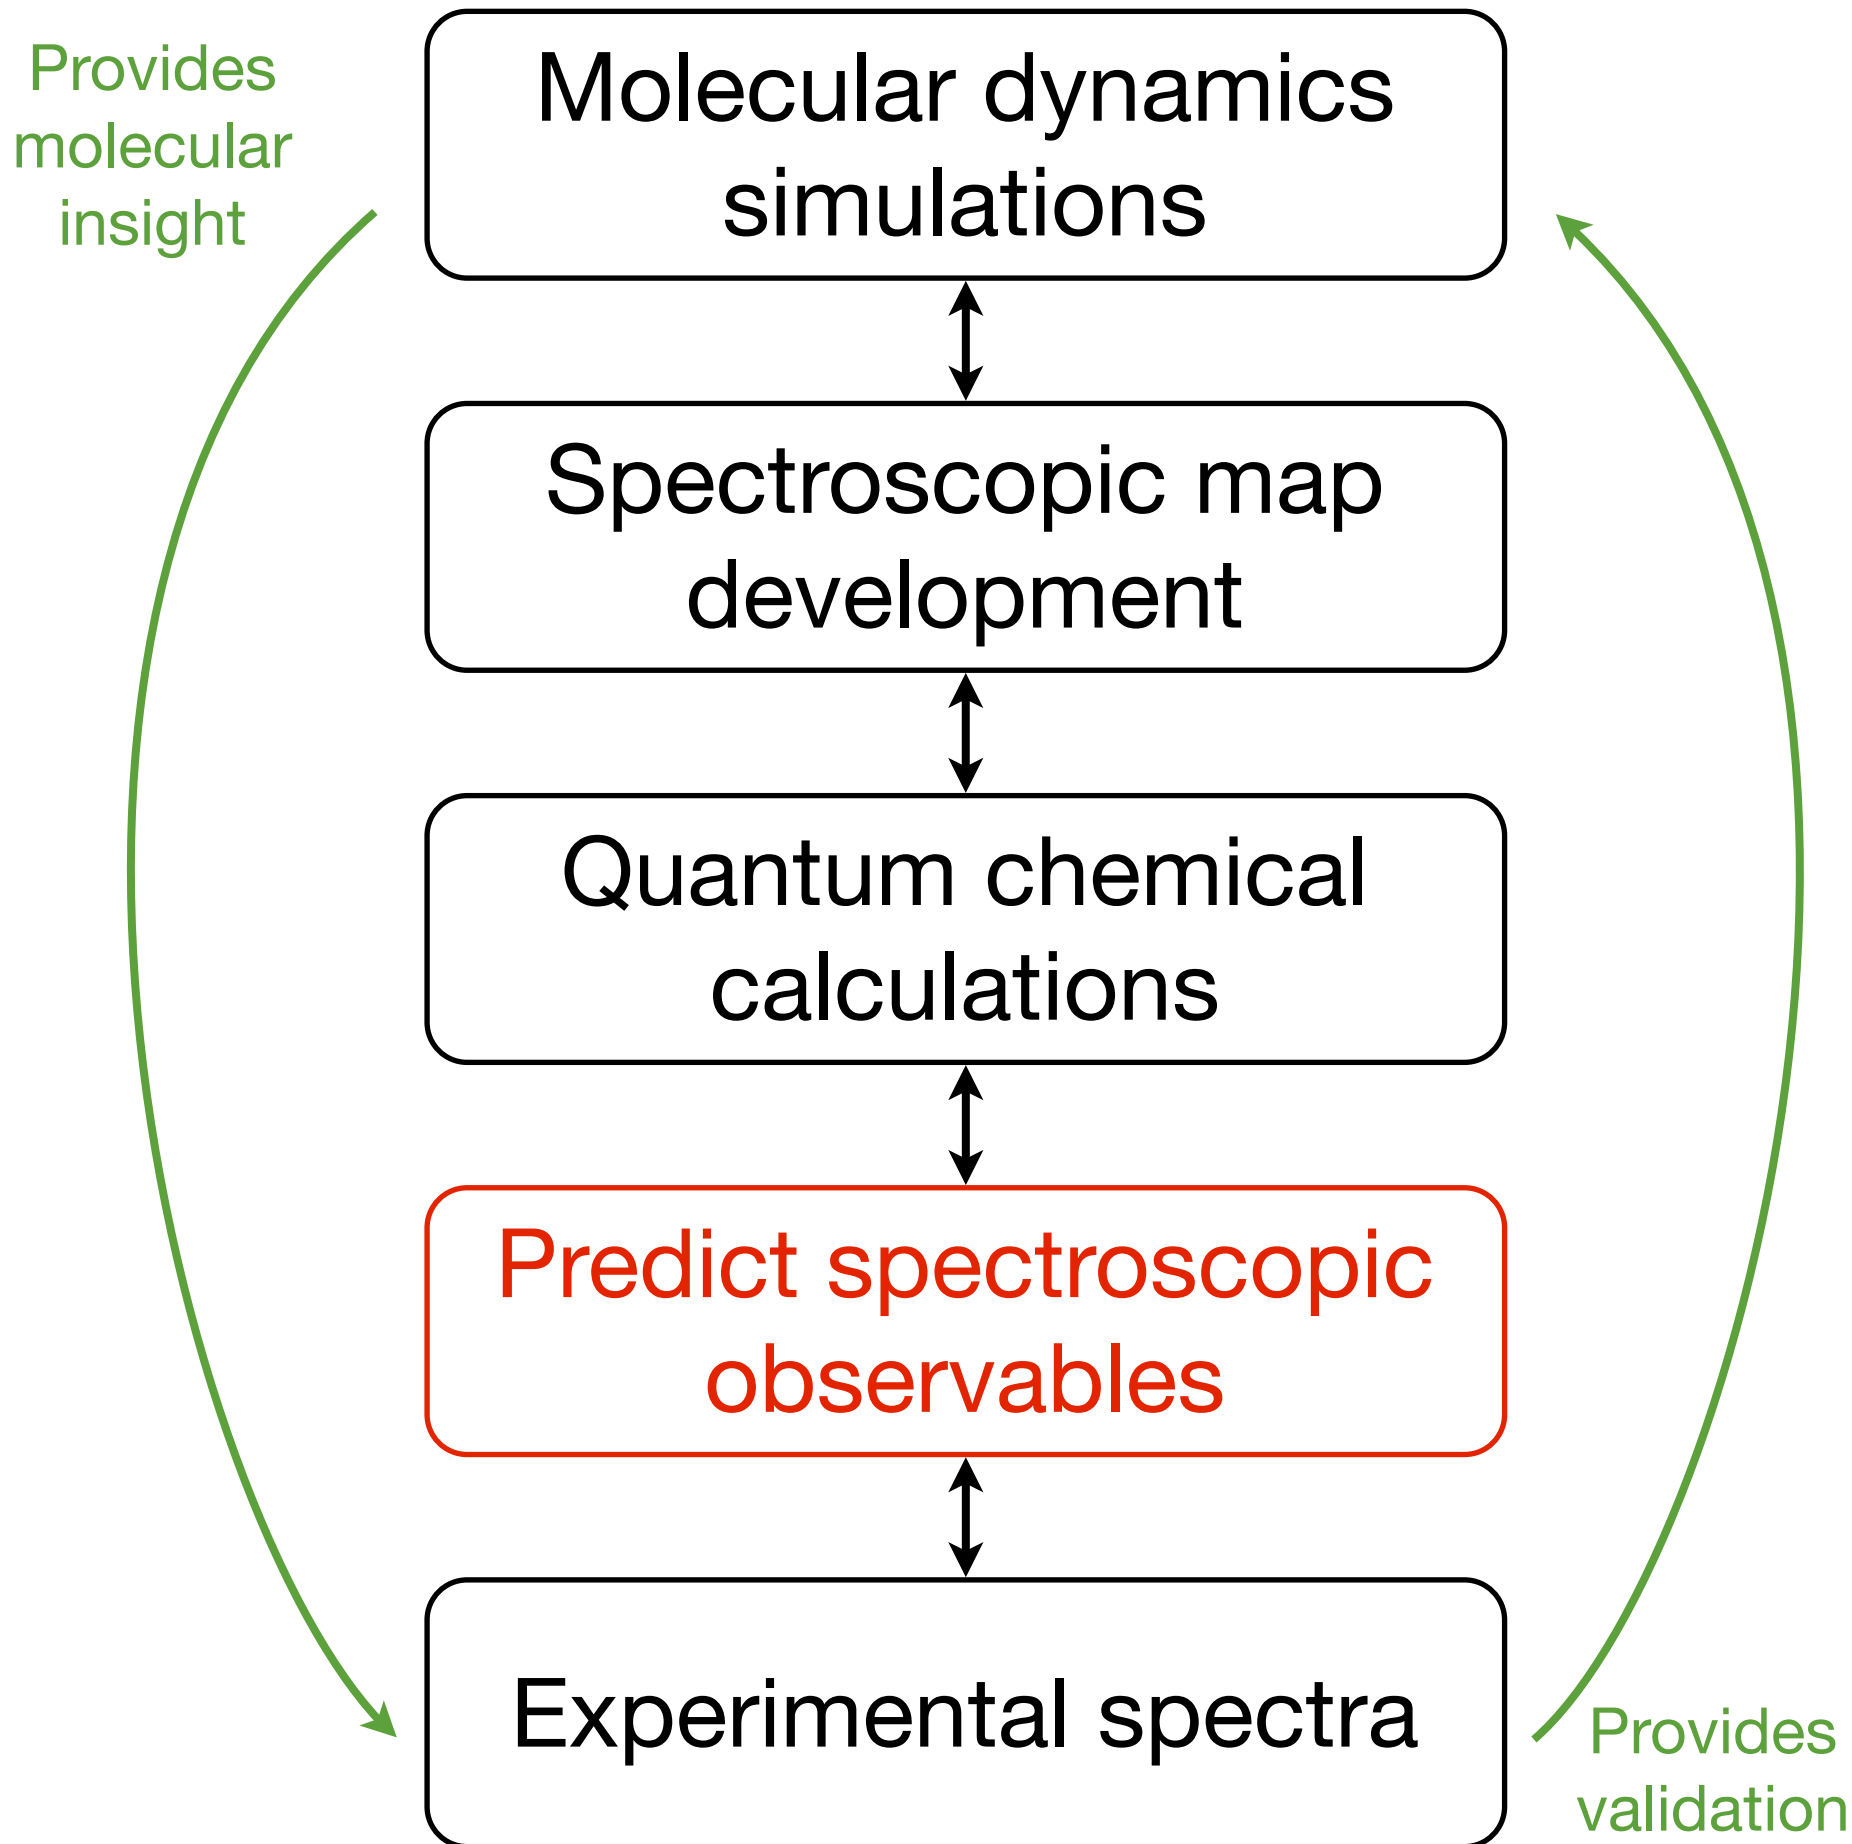 Provides
molecular
insight
Molecular dynamics
simulations
Spectroscopic map
development
Quantum chemical
calculations
Predict spectroscopic
observables
Experimental spectra
Provides
validation